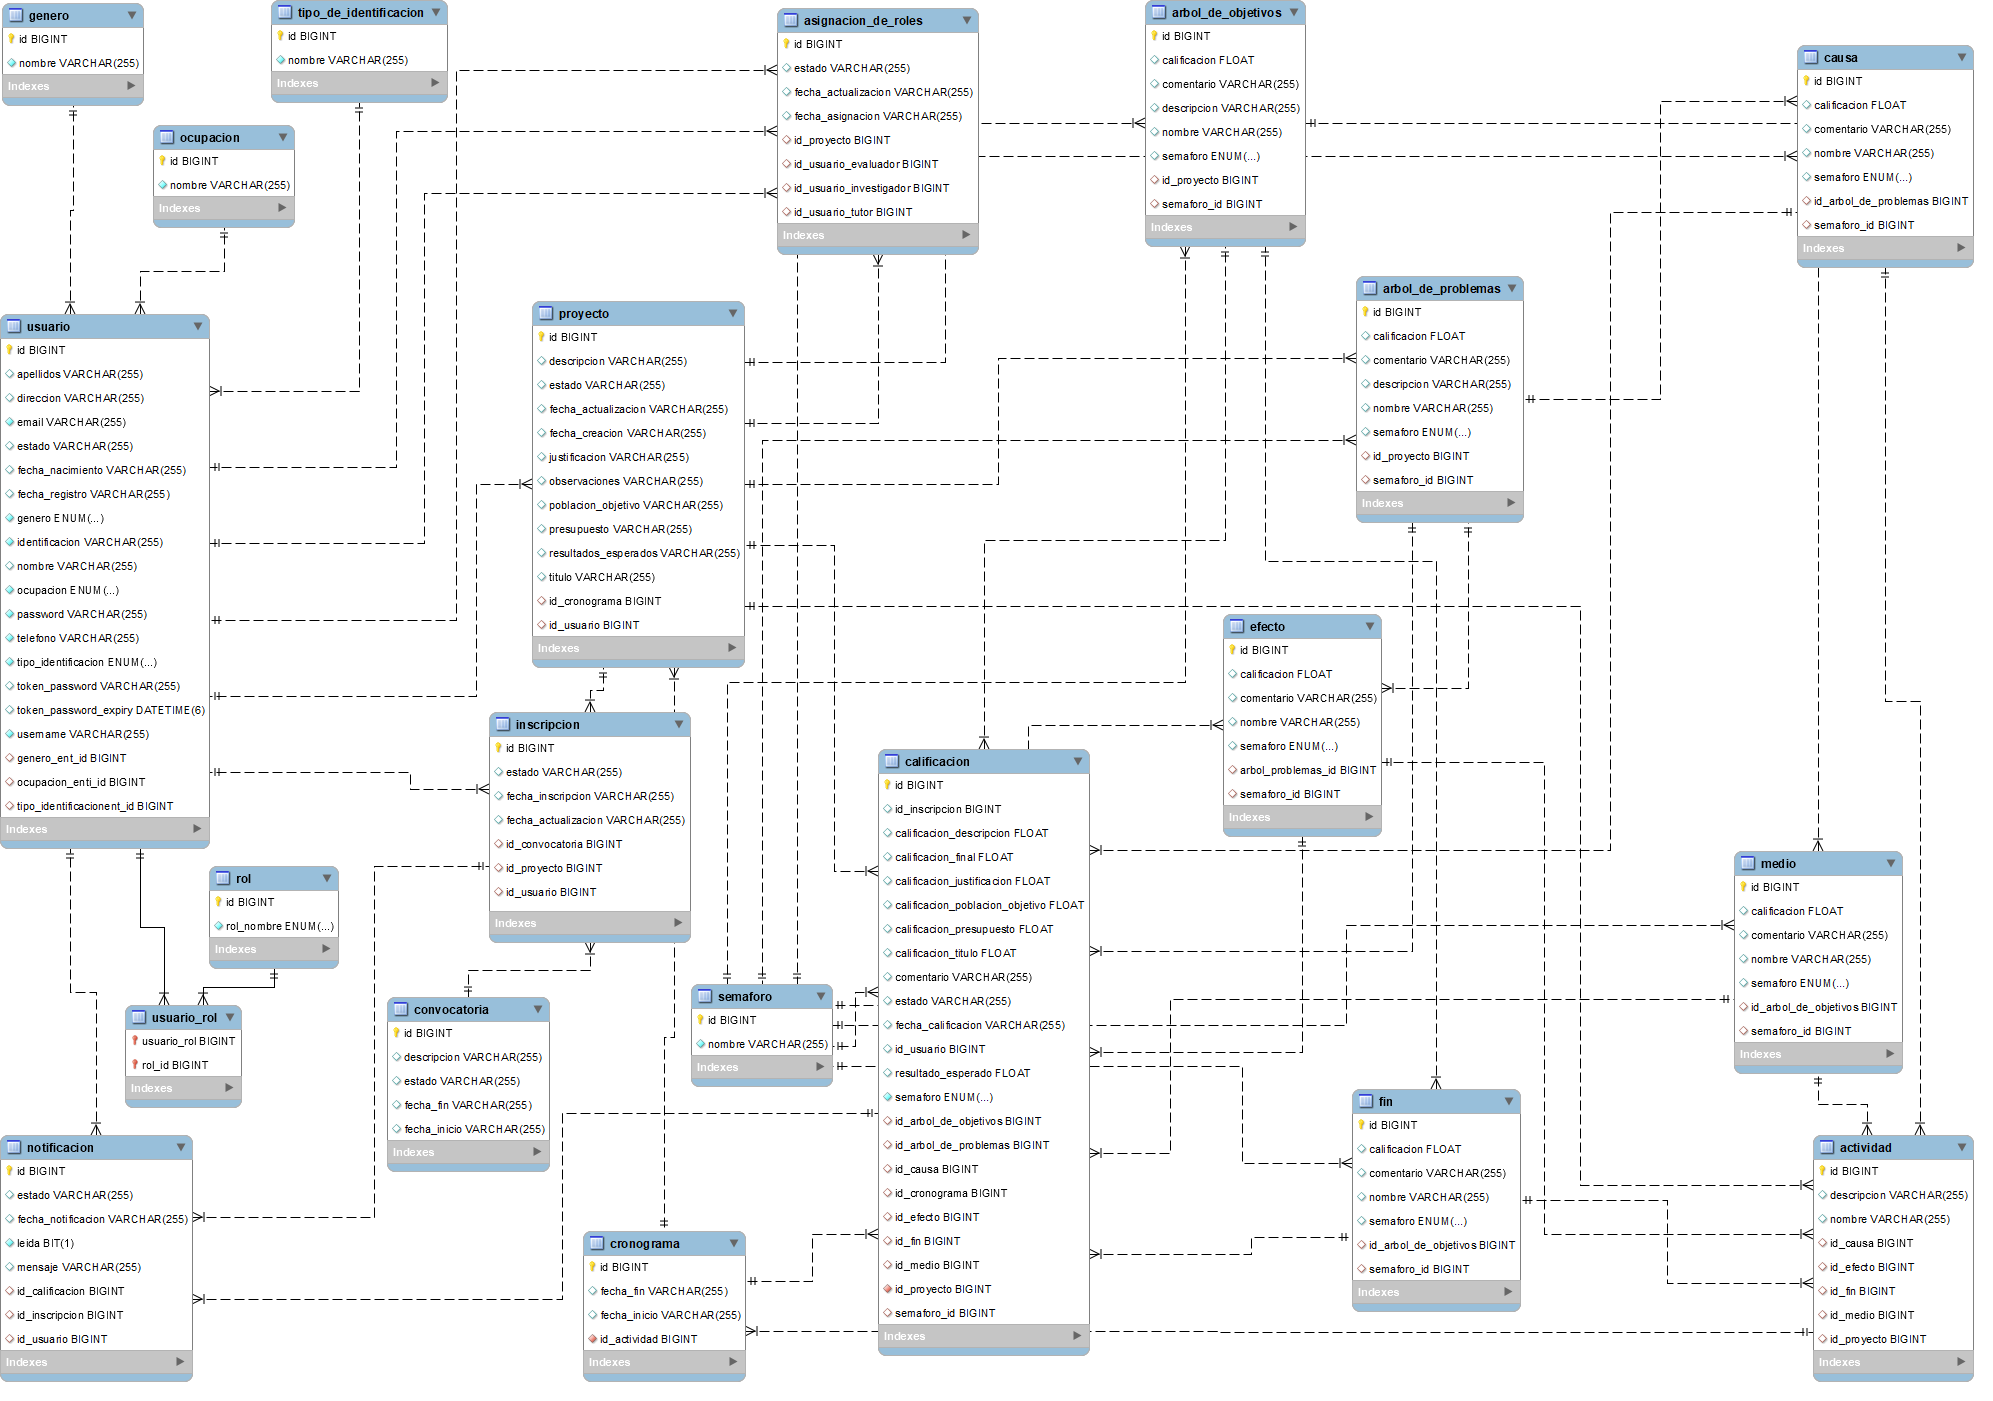 genero
id BIGINT
nombre VARCHAR(255)
Indexes
tipo_de_identificacion
id BIGINT
nombre VARCHAR(255)
Indexes
ocupacion
id BIGINT
nombre VARCHAR(255)
Indexes
asignacion_de_roles
id BIGINT
estado VARCHAR(255)
fecha_actualizacion VARCHAR(255)
fecha_asignacion VARCHAR(255)
id_proyecto BIGINT
id_usuario_evaluador BIGINT
id_usuario_investigador BIGINT
id_usuario_tutor BIGINT
Indexes
arbol_de_objetivos
id BIGINT
calificacion FLOAT
comentario VARCHAR(255)
descripcion VARCHAR(255)
nombre VARCHAR(255)
semaforo ENUM(...)
id_proyecto BIGINT
semaforo_id BIGINT
Indexes
causa
id BIGINT
calificacion FLOAT
comentario VARCHAR(255)
nombre VARCHAR(255)
semaforo ENUM(...)
id_arbol_de_problemas BIGINT
semaforo_id BIGINT
Indexes
arbol_de_problemas
id BIGINT
calificacion FLOAT
comentario VARCHAR(255)
descripcion VARCHAR(255)
nombre VARCHAR(255)
semaforo ENUM(...)
id_proyecto BIGINT
semaforo_id BIGINT
Indexes
usuario
id BIGINT
apellidos VARCHAR(255)
direccion VARCHAR(255)
email VARCHAR(255)
estado VARCHAR(255)
fecha_nacimiento VARCHAR(255)
fecha_registro VARCHAR(255)
genero ENUM(...)
identificacion VARCHAR(255)
nombre VARCHAR(255)
ocupacion ENUM(...)
password VARCHAR(255)
telefono VARCHAR(255)
tipo_identificacion ENUM(...)
token_password VARCHAR(255)
token_password_expiry DATETIME(6)
username VARCHAR(255)
genero_ent_id BIGINT
ocupacion_enti_id BIGINT
tipo_identificacionent_id BIGINT
Indexes
proyecto
id BIGINT
descripcion VARCHAR(255)
estado VARCHAR(255)
fecha_actualizacion VARCHAR(255)
fecha_creacion VARCHAR(255)
justificacion VARCHAR(255)
observaciones VARCHAR(255)
poblacion_objetivo VARCHAR(255)
presupuesto VARCHAR(255)
resultados_esperados VARCHAR(255)
titulo VARCHAR(255)
id_cronograma BIGINT
id_usuario BIGINT
Indexes
efecto
id BIGINT
calificacion FLOAT
comentario VARCHAR(255)
nombre VARCHAR(255)
semaforo ENUM(...)
arbol_problemas_id BIGINT
semaforo_id BIGINT
Indexes
inscripcion
id BIGINT
estado VARCHAR(255)
fecha_inscripcion VARCHAR(255)
fecha_actualizacion VARCHAR(255)
id_convocatoria BIGINT
id_proyecto BIGINT
id_usuario BIGINT
Indexes
calificacion
id BIGINT
id_inscripcion BIGINT
calificacion_descripcion FLOAT
calificacion_final FLOAT
calificacion_justificacion FLOAT
calificacion_poblacion_objetivo FLOAT
calificacion_presupuesto FLOAT
calificacion_titulo FLOAT
comentario VARCHAR(255)
estado VARCHAR(255)
fecha_calificacion VARCHAR(255)
id_usuario BIGINT
resultado_esperado FLOAT
semaforo ENUM(...)
id_arbol_de_objetivos BIGINT
id_arbol_de_problemas BIGINT
id_causa BIGINT
id_cronograma BIGINT
id_efecto BIGINT
id_fin BIGINT
id_medio BIGINT
id_proyecto BIGINT
semaforo_id BIGINT
Indexes
medio
id BIGINT
calificacion FLOAT
comentario VARCHAR(255)
nombre VARCHAR(255)
semaforo ENUM(...)
id_arbol_de_objetivos BIGINT
semaforo_id BIGINT
Indexes
rol
id BIGINT
rol_nombre ENUM(...)
Indexes
usuario_rol
usuario_rol BIGINT
rol_id BIGINT
Indexes
convocatoria
id BIGINT
descripcion VARCHAR(255)
estado VARCHAR(255)
fecha_fin VARCHAR(255)
fecha_inicio VARCHAR(255)
Indexes
semaforo
id BIGINT
nombre VARCHAR(255)
Indexes
fin
id BIGINT
calificacion FLOAT
comentario VARCHAR(255)
nombre VARCHAR(255)
semaforo ENUM(...)
id_arbol_de_objetivos BIGINT
semaforo_id BIGINT
Indexes
notificacion
id BIGINT
estado VARCHAR(255)
fecha_notificacion VARCHAR(255)
leida BIT(1)
mensaje VARCHAR(255)
id_calificacion BIGINT
id_inscripcion BIGINT
id_usuario BIGINT
Indexes
cronograma
id BIGINT
fecha_fin VARCHAR(255)
fecha_inicio VARCHAR(255)
id_actividad BIGINT
Indexes
actividad
id BIGINT
descripcion VARCHAR(255)
nombre VARCHAR(255)
id_causa BIGINT
id_efecto BIGINT
id_fin BIGINT
id_medio BIGINT
id_proyecto BIGINT
Indexes